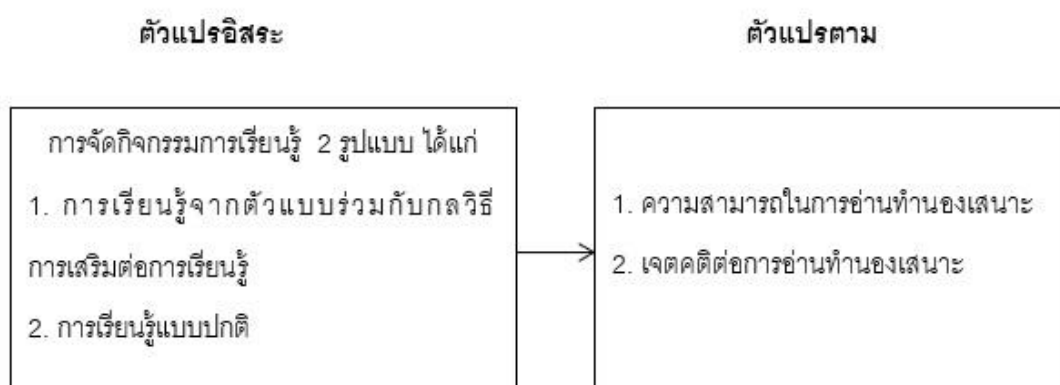 ตัวแปรอิสระ
ตัวแปรตาม
การจัดกิจกรรมการเรียนรู้ 2 รูปแบบ ได้แก่
1. การเรียนรู้จากตัวแบบร่วมกับกลวิธี
การเสริมต่อการเรียนรู้
2. การเรียนรู้แบบปกติ
1. ความสามารถในการอ่านทำนองเสนาะ
2. เจตคติต่อการอ่านทำนองเสนาะ